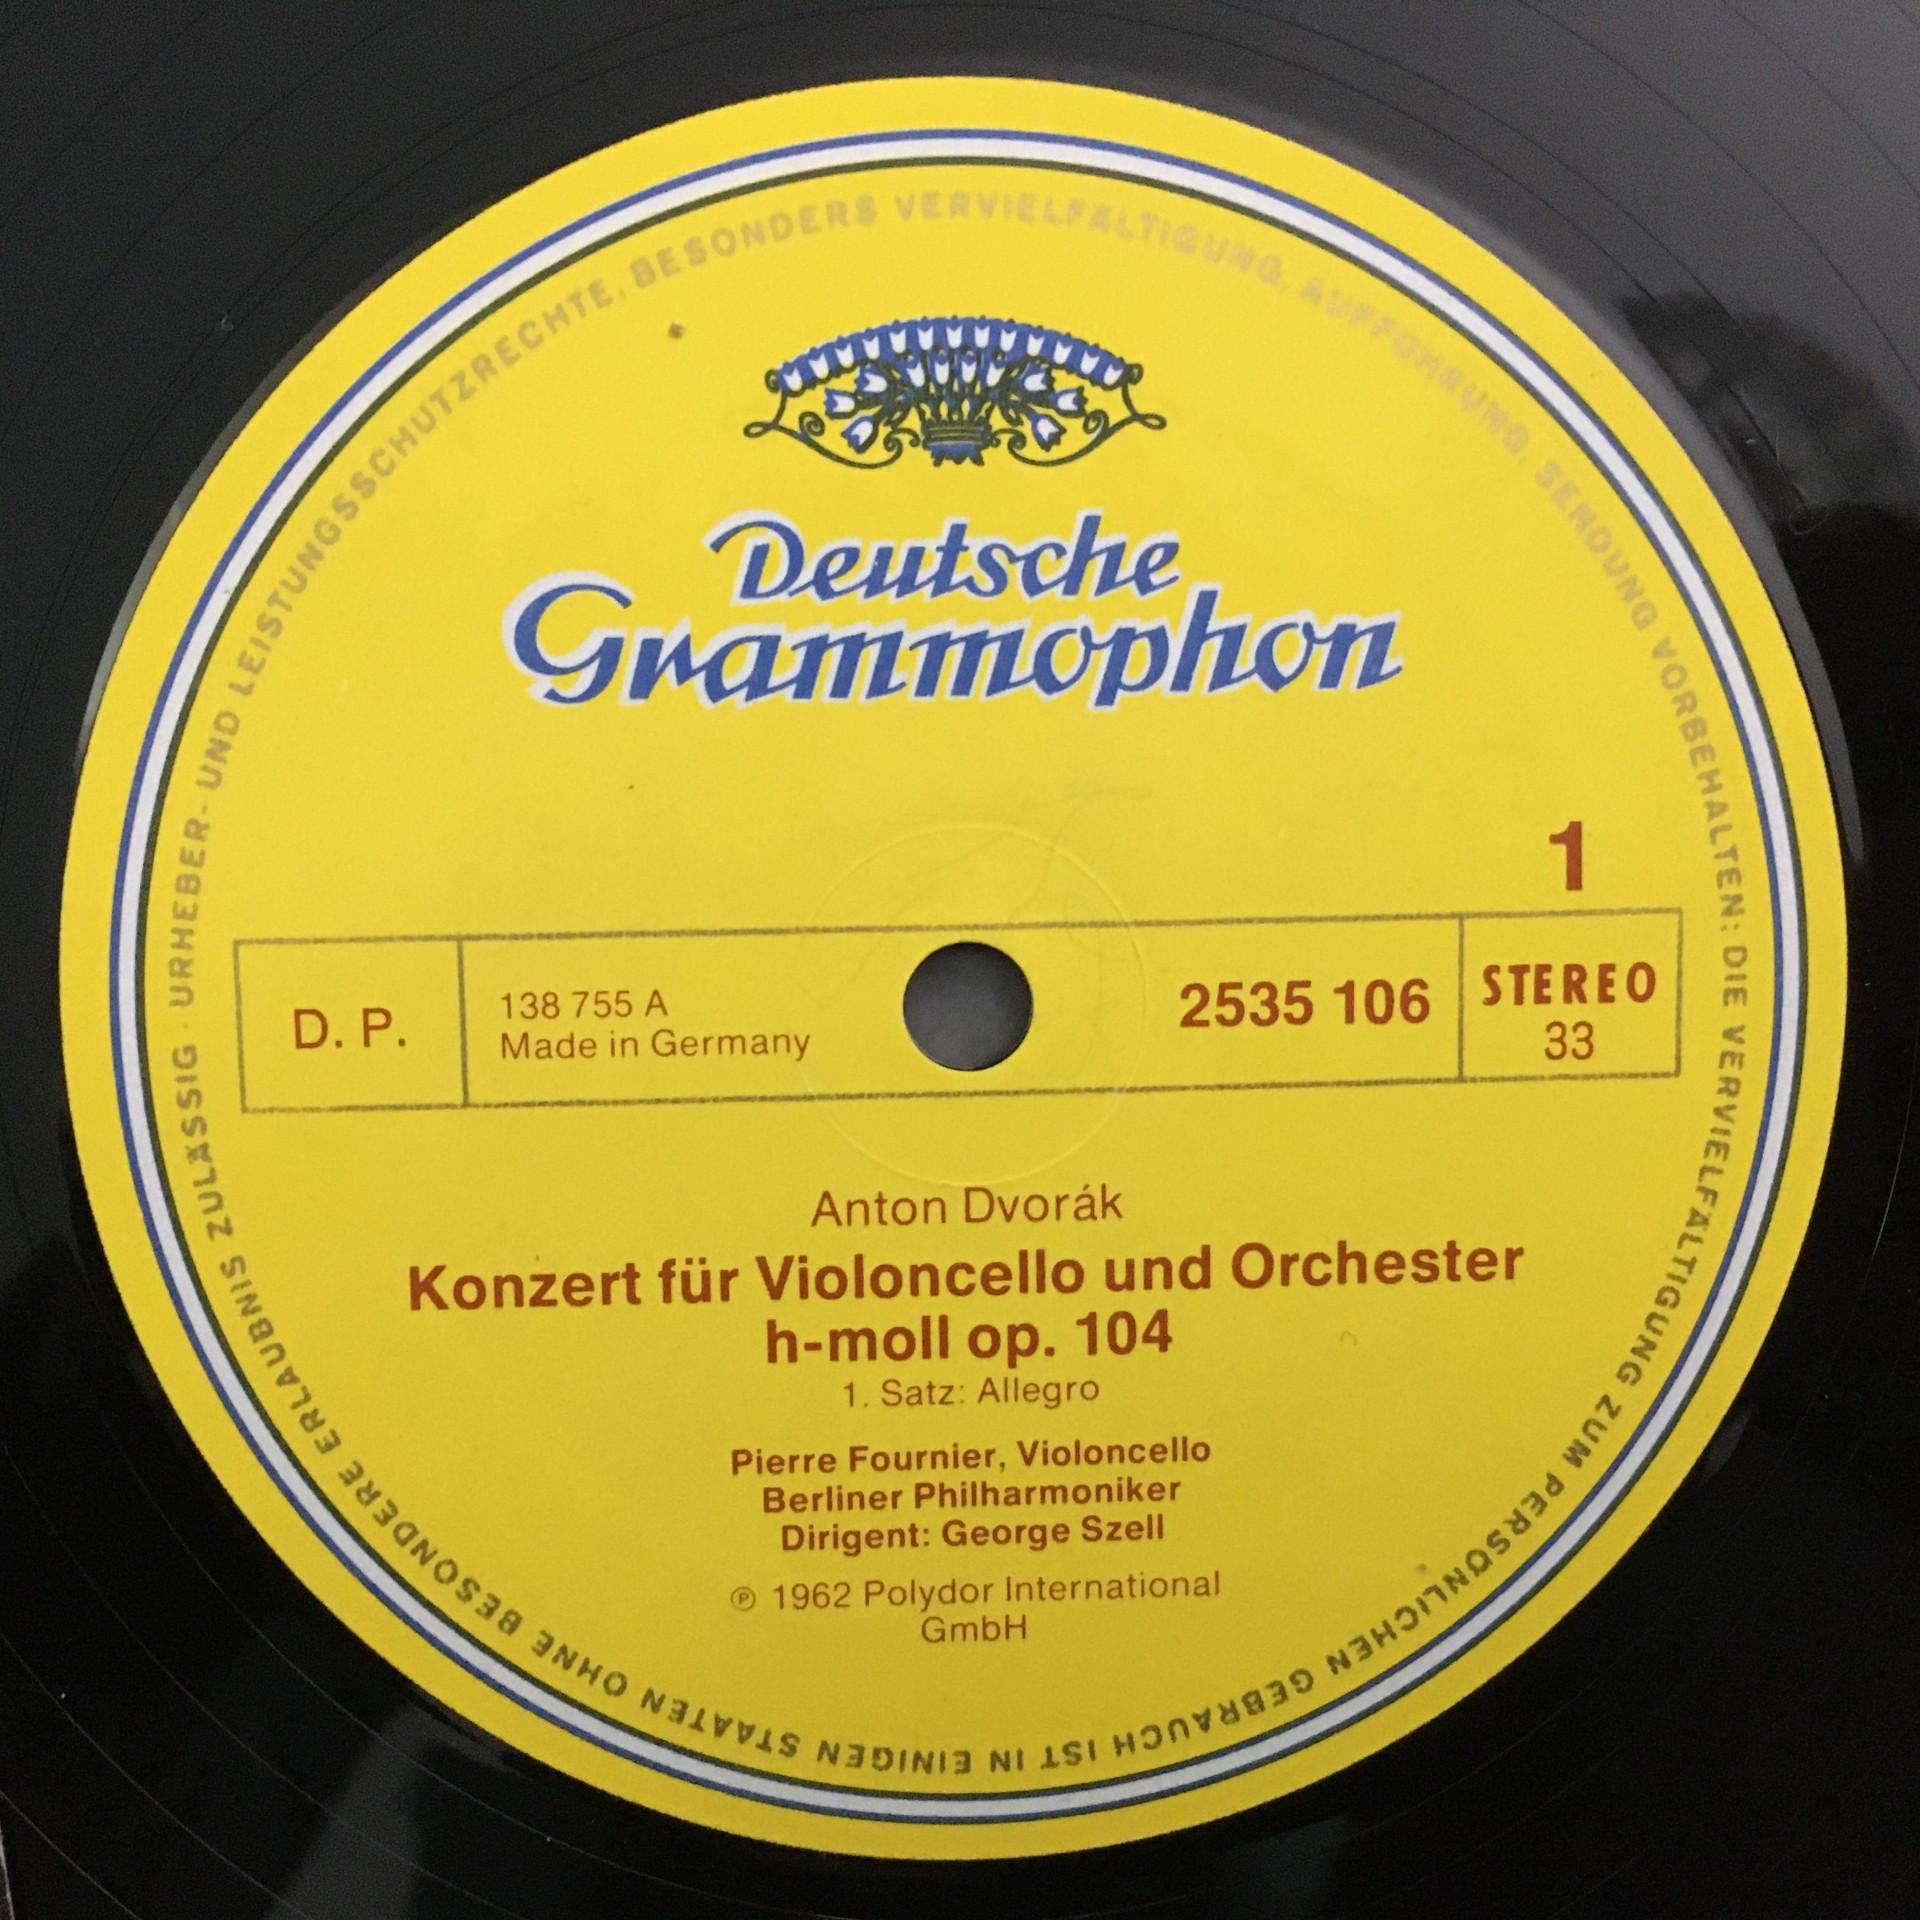 Deutsche
Grammophon
1
D. P.
138 755 A
Made in Germany
2535 106
STEREO
33
Anton Dvorák
Konzert für Violoncello und Orchester
h-moll op. 104
1. Satz: Allegro
Pierre Fournier, Violoncello
Berliner Philharmoniker
Dirigent: George Szell
℗ 1962 Polydor International
GmbH
URHEBER- UND LEISTUNGSSCHUTZRECHTE, BESONDERS VERVIELFÄLTIGUNG, AUFFÜHRUNG, SENDUNG VORBEHALTEN: DIE VERVIELFÄLTIGUNG ZUM PERSÖNLICHEN GEBRAUCH IST IN EINIGEN STAATEN OHNE BESONDERE ERLAUBNIS ZULÄSSIG ·